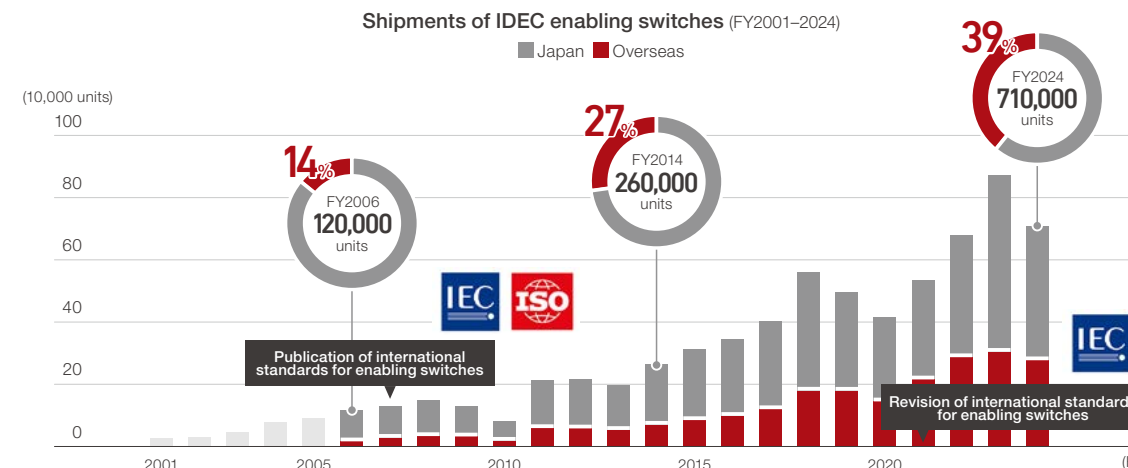 Shipments of IDEC enabling switches (FY2001–2024)
Japan Overseas
(10,000 units)
100
80
60
40
20
0
14%
FY2006
120,000
units
27%
FY2014
260,000
units
39%
FY2024
710,000
units
IEC
ISO
IEC
Publication of international
standards for enabling switches
Revision of international standard
for enabling switches
2001
2005
2010
2015
2020